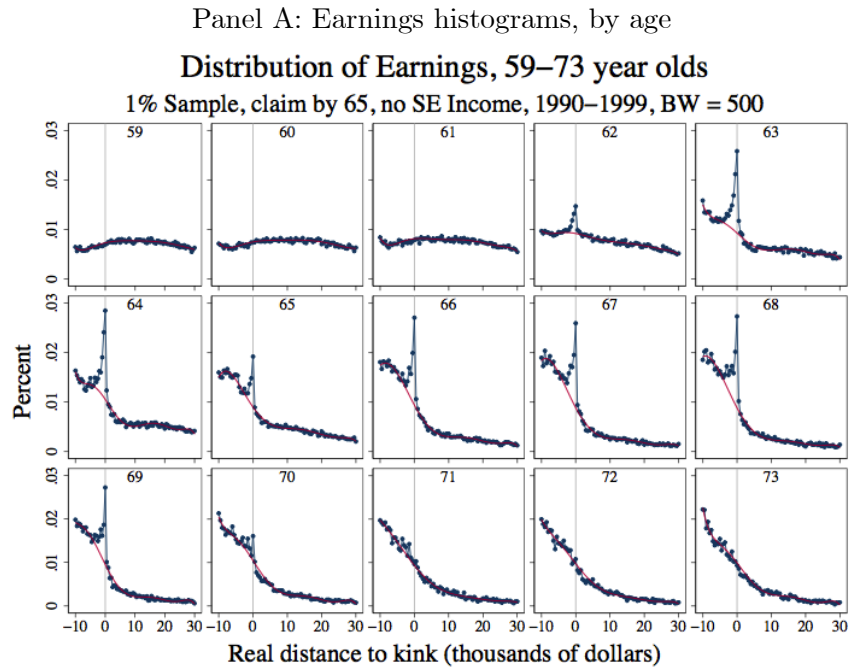 Panel A: Earnings histograms, by age
Distribution of Earnings, 59–73 year olds
1% Sample, claim by 65, no SE Income, 1990–1999, BW = 500
Percent
59 60 61 62 63
.03
.02
.01
0
64 65 66 67 68
.03
.02
.01
0
69 70 71 72 73
.03
.02
.01
0
−10 0 10 20 30 −10 0 10 20 30 −10 0 10 20 30 −10 0 10 20 30 −10 0 10 20 30
Real distance to kink (thousands of dollars)